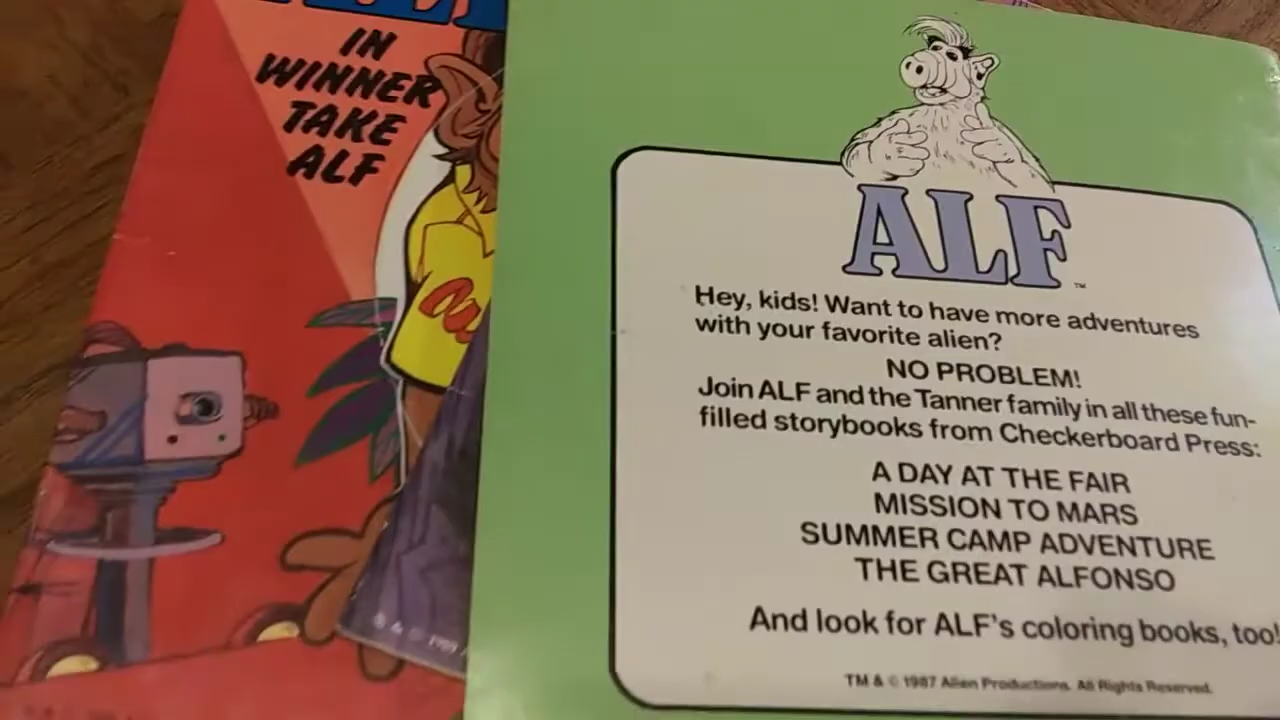 IN
WINNER
TAKE
ALF
ALF
TM
Hey, kids! Want to have more adventures
with your favorite alien?
NO PROBLEM!
Join ALF and the Tanner family in all these fun-
filled storybooks from Checkerboard Press:
A DAY AT THE FAIR
MISSION TO MARS
SUMMER CAMP ADVENTURE
THE GREAT ALFONSO
And look for ALF's coloring books, too!
TM & © 1987 Alien Productions. All Rights Reserved.